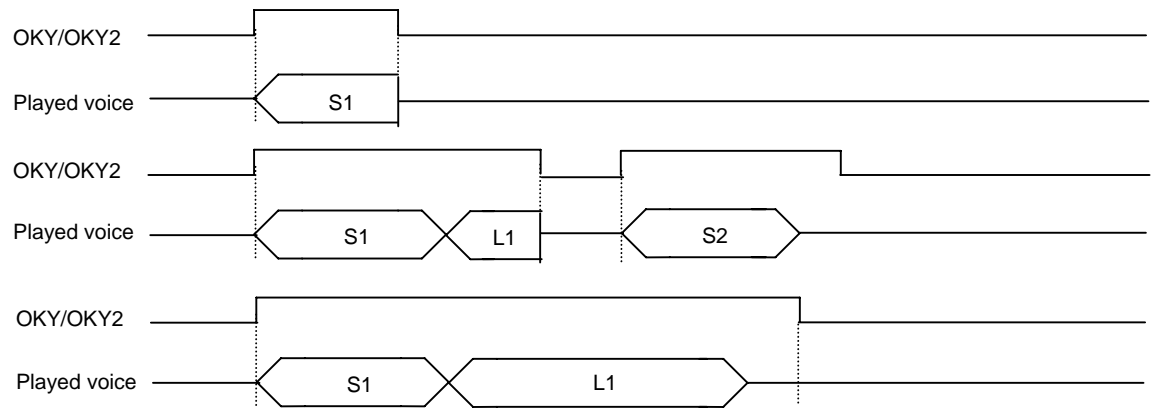 OKY/OKY2
Played voice S1
OKY/OKY2
Played voice S1 L1 S2
OKY/OKY2
Played voice S1 L1